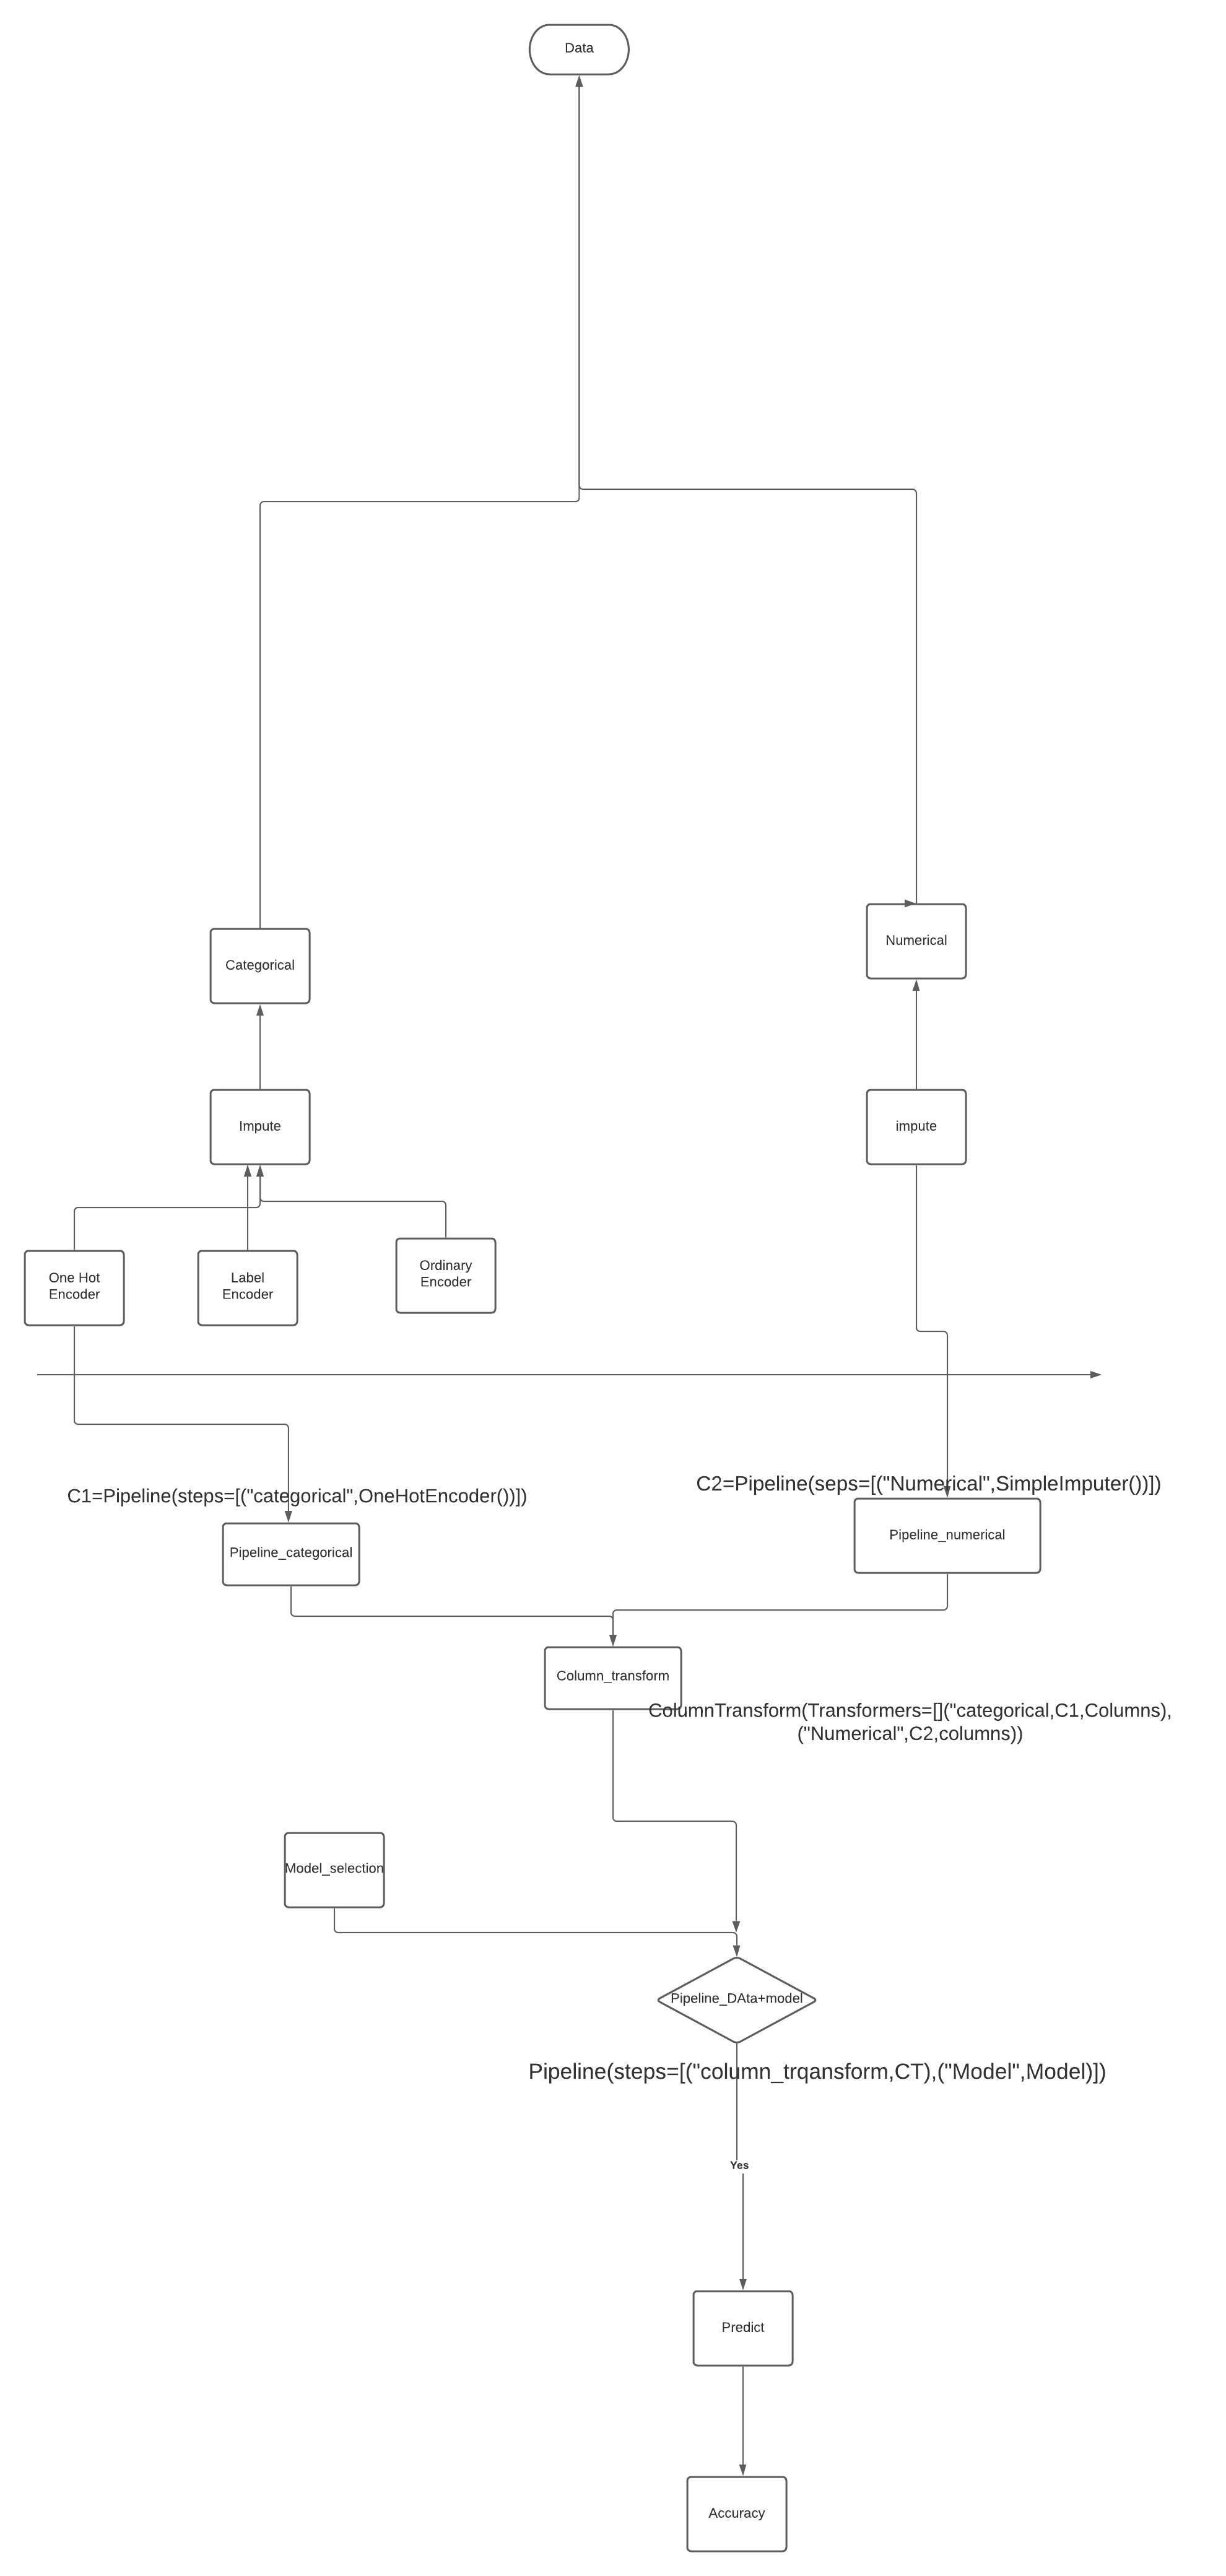 Data
Numerical
Categorical
Impute
impute
Ordinary
Encoder
One Hot
Encoder
Label
Encoder
C2=Pipeline(seps=[("Numerical",SimpleImputer())])
C1=Pipeline(steps=[("categorical",OneHotEncoder())])
Pipeline_numerical
Pipeline_categorical
Column_transform
ColumnTransform(Transformers=[]("categorical,C1,Columns),
("Numerical",C2,columns))
Model_selection
Pipeline_DAta+model
Pipeline(steps=[("column_trqansform,CT),("Model",Model)])
Yes
Predict
Accuracy